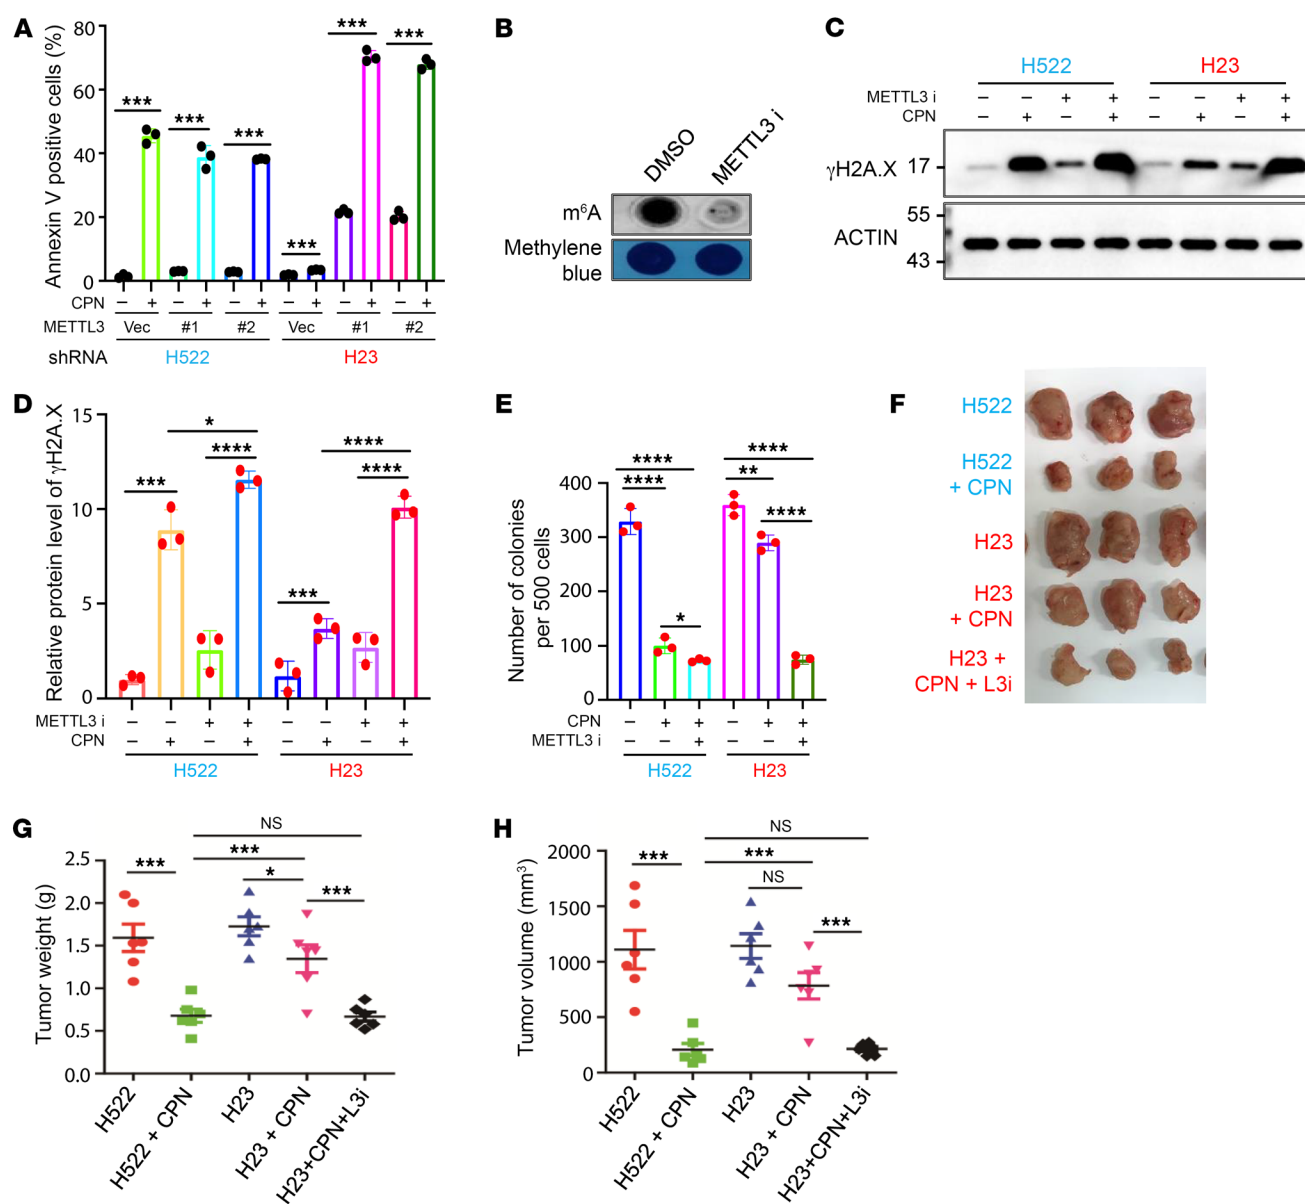 A
Annexin V positive cells (%)
80
60
40
20
0
*** *** *** *** *** ***
CPN – + – + – + – + – + – +
METTL3 Vec #1 #2 Vec #1 #2
shRNA H522 H23
B
DMSO METTL3 i
m⁶A
Methylene
blue
C
H522 H23
METTL3 i – – + + – – + +
CPN – + – + – + – +
γH2A.X 17
55
ACTIN
43
D
Relative protein level of γH2A.X
15
10
5
0
*** * **** *** **** ****
METTL3 i – – + + – – + +
CPN – + – + – + – +
H522 H23
E
Number of colonies
per 500 cells
400
300
200
100
0
**** **** * **** ** ****
CPN – + + – + +
METTL3 i – – + – – +
H522 H23
F
H522
H522
+ CPN
H23
H23
+ CPN
H23 +
CPN + L3i
G
Tumor weight (g)
2.5
2.0
1.5
1.0
0.5
0.0
NS
***
*** * ***
H522
H522 + CPN
H23
H23 + CPN
H23+CPN+L3i
H
Tumor volume (mm³)
2000
1500
1000
500
0
NS
*** ***
NS
***
H522
H522 + CPN
H23
H23 + CPN
H23+CPN+L3i